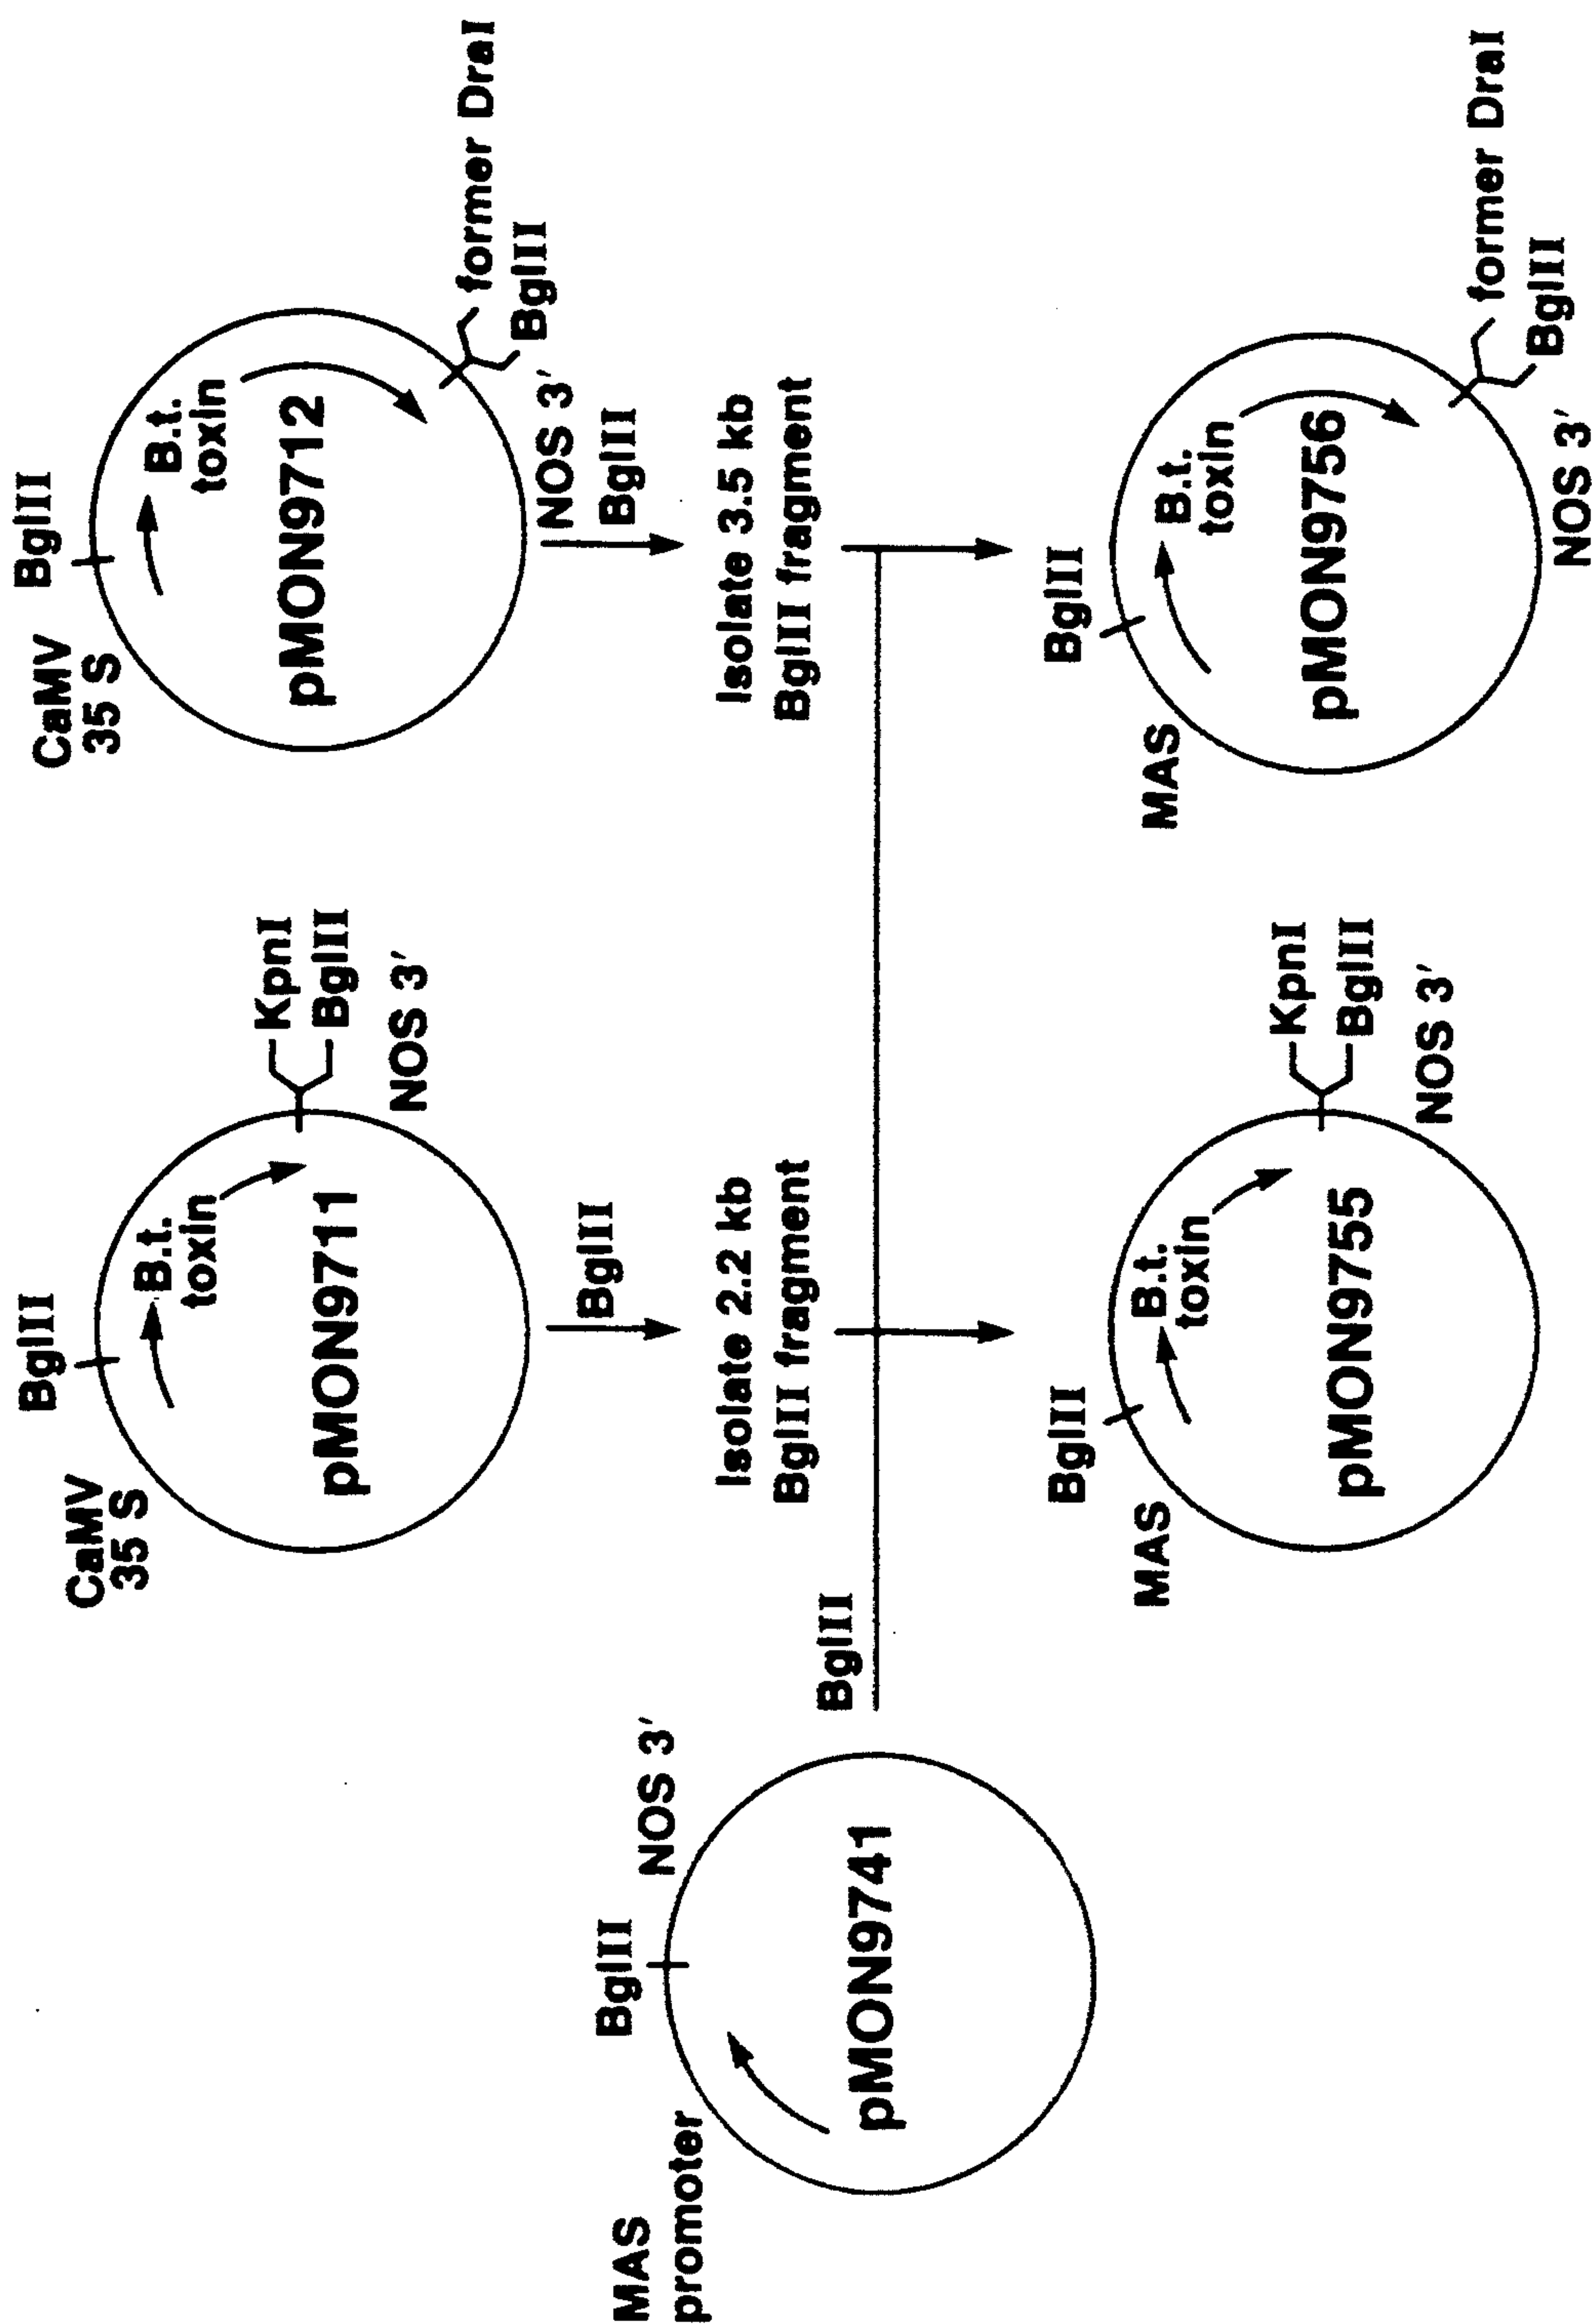 MAS
promoter
BglII
NOS 3′
pMON9741
BglII
CaMV
35 S
BglII
B.t.
toxin
KpnI
BglII
NOS 3′
pMON9711
BglII
Isolate 2.2 kb
BglII fragment
MAS
BglII
B.t.
toxin
KpnI
BglII
NOS 3′
pMON9755
CaMV
35 S
BglII
B.t.
toxin
former DraI
BglII
NOS 3′
pMON9712
BglII
Isolate 3.5 kb
BglII fragment
MAS
BglII
B.t.
toxin
former DraI
BglII
NOS 3′
pMON9756